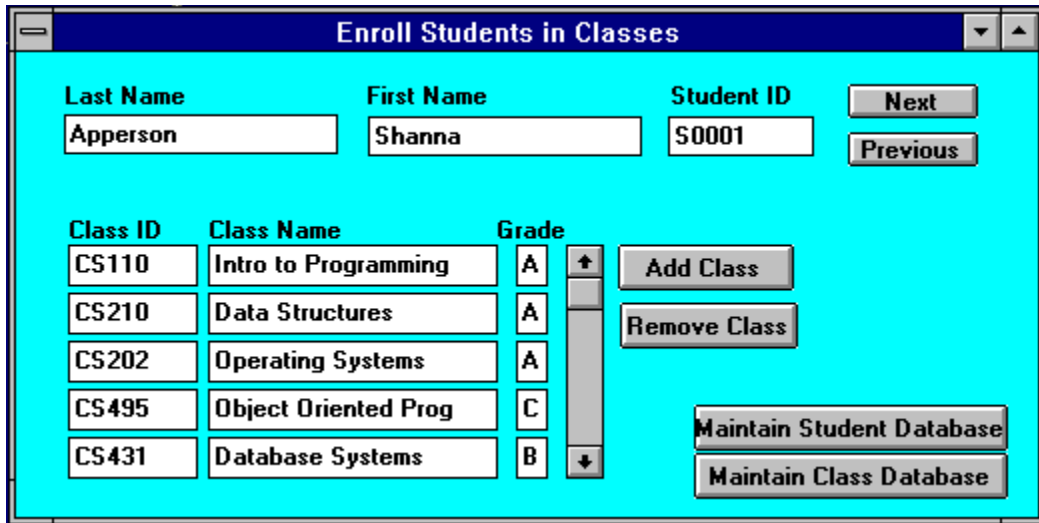 Enroll Students in Classes
Last Name First Name Student ID Next
Apperson Shanna S0001
Previous
Class ID Class Name Grade
CS110 Intro to Programming A Add Class
CS210 Data Structures A
Remove Class
CS202 Operating Systems A
CS495 Object Oriented Prog C
Maintain Student Database
CS431 Database Systems B
Maintain Class Database